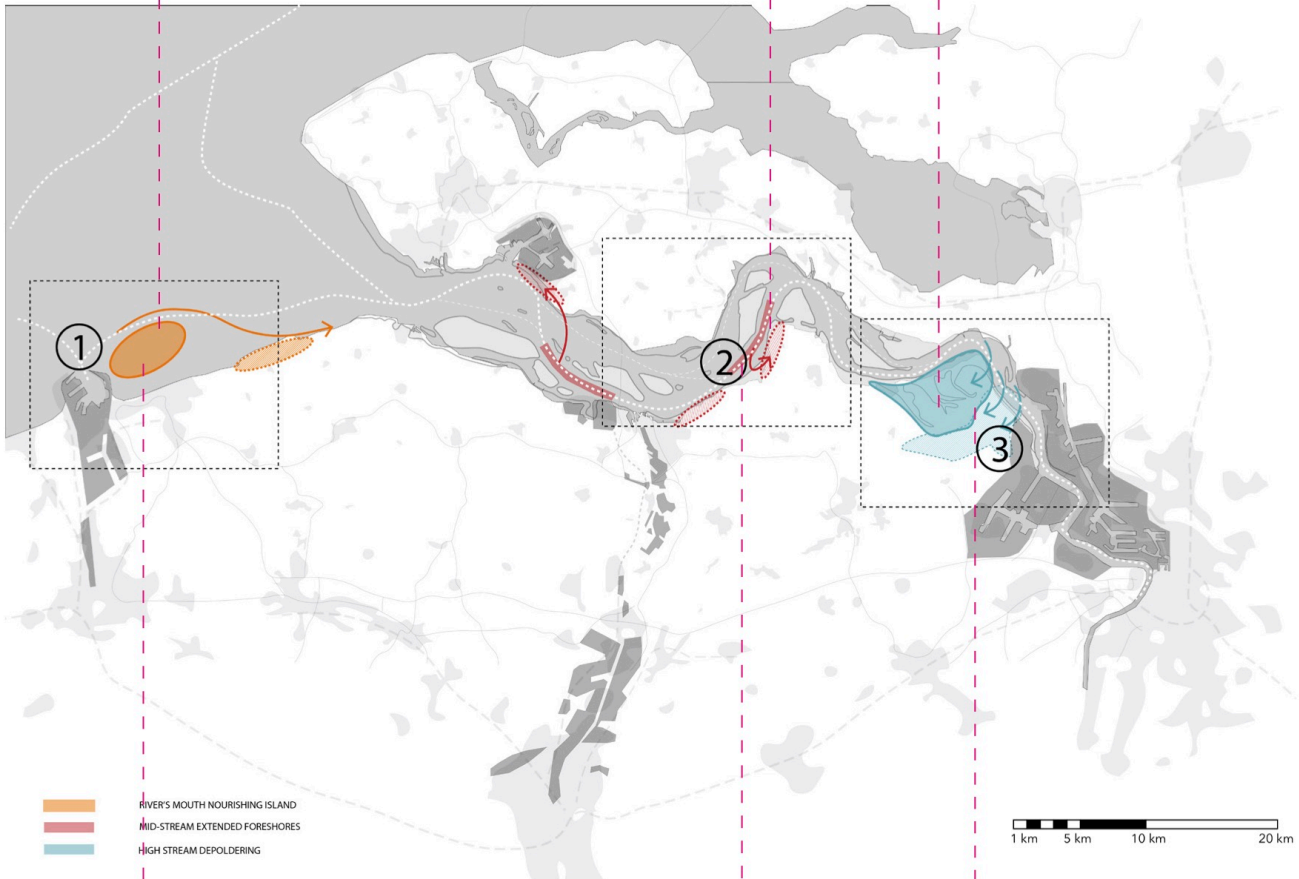 1
2
3
RIVER'S MOUTH NOURISHING ISLAND
MID-STREAM EXTENDED FORESHORES
HIGH STREAM DEPOLDERING
1 km 5 km 10 km 20 km